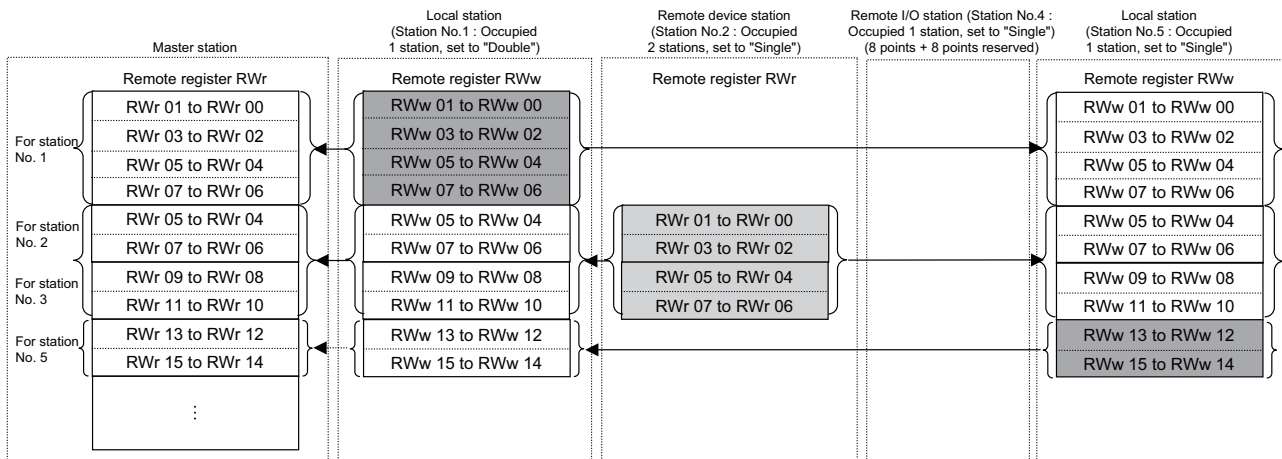 Master station
Local station
(Station No.1 : Occupied
1 station, set to "Double")
Remote device station
(Station No.2 : Occupied
2 stations, set to "Single")
Remote I/O station (Station No.4 :
Occupied 1 station, set to "Single")
(8 points + 8 points reserved)
Local station
(Station No.5 : Occupied
1 station, set to "Single")
Remote register RWr
Remote register RWw
Remote register RWr
Remote register RWw
For station
No. 1
RWr 01 to RWr 00
RWr 03 to RWr 02
RWr 05 to RWr 04
RWr 07 to RWr 06
For station
No. 2
RWr 05 to RWr 04
RWr 07 to RWr 06
For station
No. 3
RWr 09 to RWr 08
RWr 11 to RWr 10
For station
No. 5
RWr 13 to RWr 12
RWr 15 to RWr 14
⋮
RWw 01 to RWw 00
RWw 03 to RWw 02
RWw 05 to RWw 04
RWw 07 to RWw 06
RWw 05 to RWw 04
RWw 07 to RWw 06
RWw 09 to RWw 08
RWw 11 to RWw 10
RWw 13 to RWw 12
RWw 15 to RWw 14
RWr 01 to RWr 00
RWr 03 to RWr 02
RWr 05 to RWr 04
RWr 07 to RWr 06
RWw 01 to RWw 00
RWw 03 to RWw 02
RWw 05 to RWw 04
RWw 07 to RWw 06
RWw 05 to RWw 04
RWw 07 to RWw 06
RWw 09 to RWw 08
RWw 11 to RWw 10
RWw 13 to RWw 12
RWw 15 to RWw 14